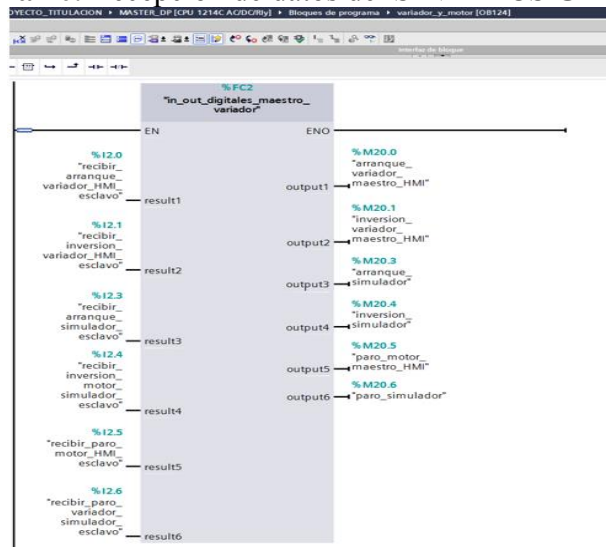 OYECTO_TITULACION ▸ MASTER_DP [CPU 1214C AC/DC/Rly] ▸ Bloques de programa ▸ variador_y_motor [OB124]
Interfaz de bloque
%FC2
"in_out_digitales_maestro_
variador"
EN
ENO
%I2.0
"recibir_
arranque_
variador_HMI_
esclavo"
result1
%I2.1
"recibir_
inversion_
variador_HMI_
esclavo"
result2
%I2.3
"recibir_
arranque_
simulador_
esclavo"
result3
%I2.4
"recibir_
inversion_
motor_
simulador_
esclavo"
result4
%I2.5
"recibir_paro_
motor_HMI_
esclavo"
result5
%I2.6
"recibir_paro_
variador_
simulador_
esclavo"
result6
%M20.0
"arranque_
variador_
maestro_HMI"
output1
%M20.1
"inversion_
variador_
maestro_HMI"
output2
%M20.3
"arranque_
simulador"
output3
%M20.4
"inversion_
simulador"
output4
%M20.5
"paro_motor_
maestro_HMI"
output5
%M20.6
"paro_simulador"
output6